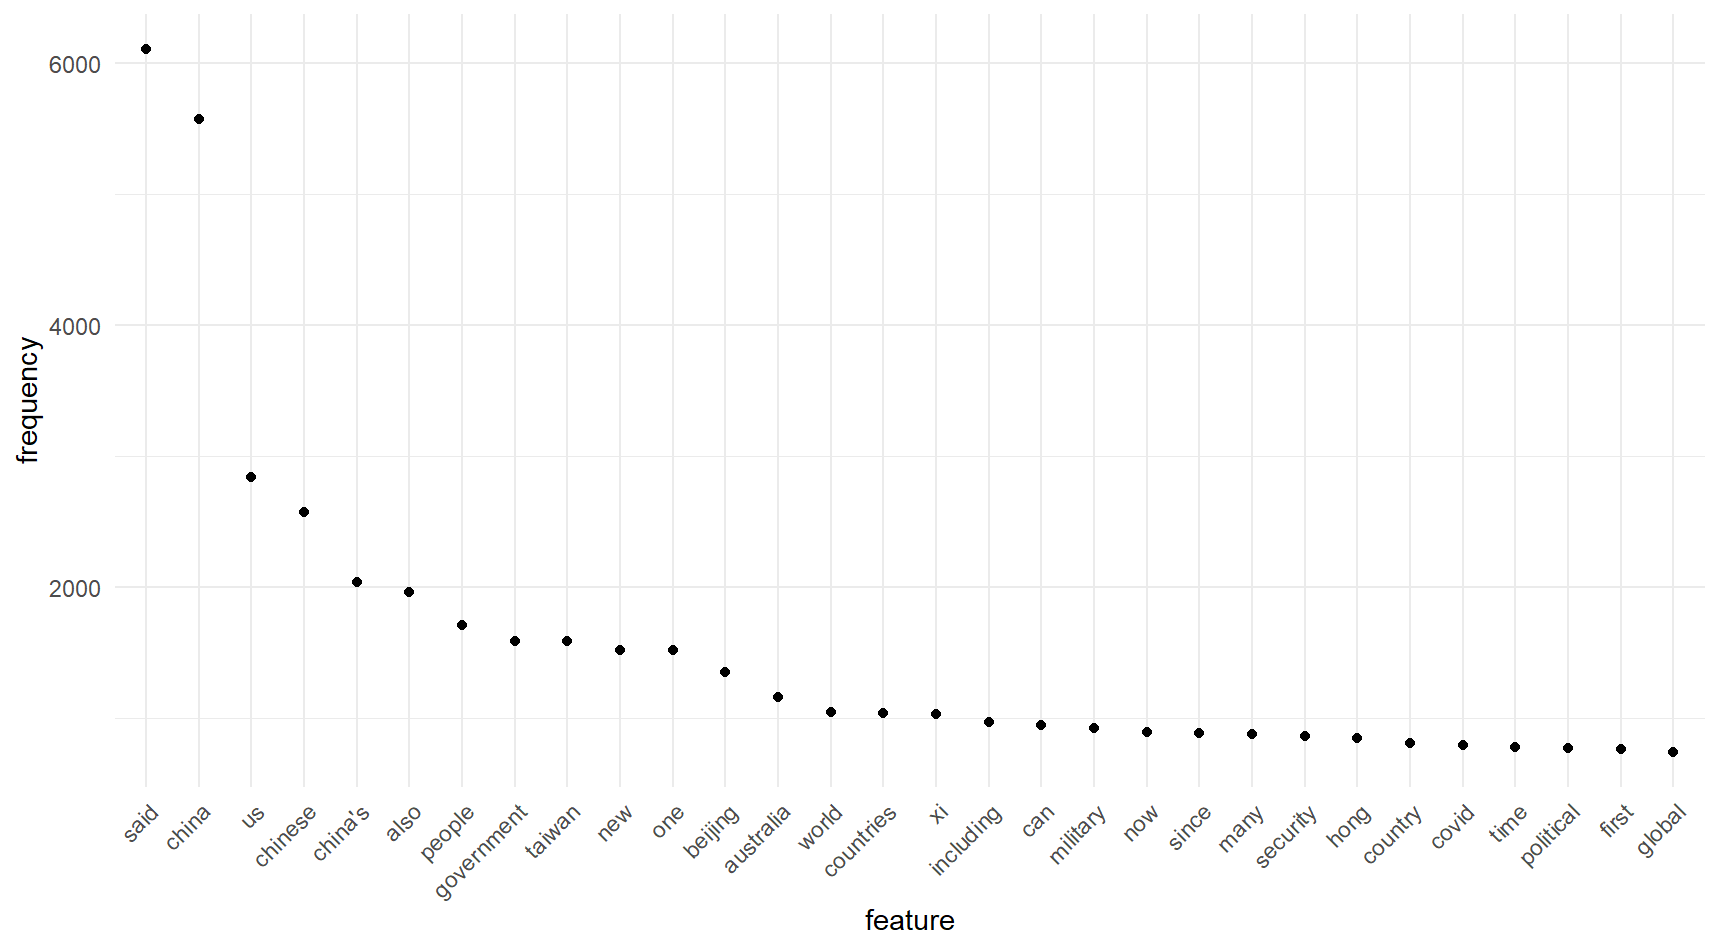 6000
4000
2000
frequency
said
china
us
chinese
china's
also
people
government
taiwan
new
one
beijing
australia
world
countries
xi
including
can
military
now
since
many
security
hong
country
covid
time
political
first
global
feature